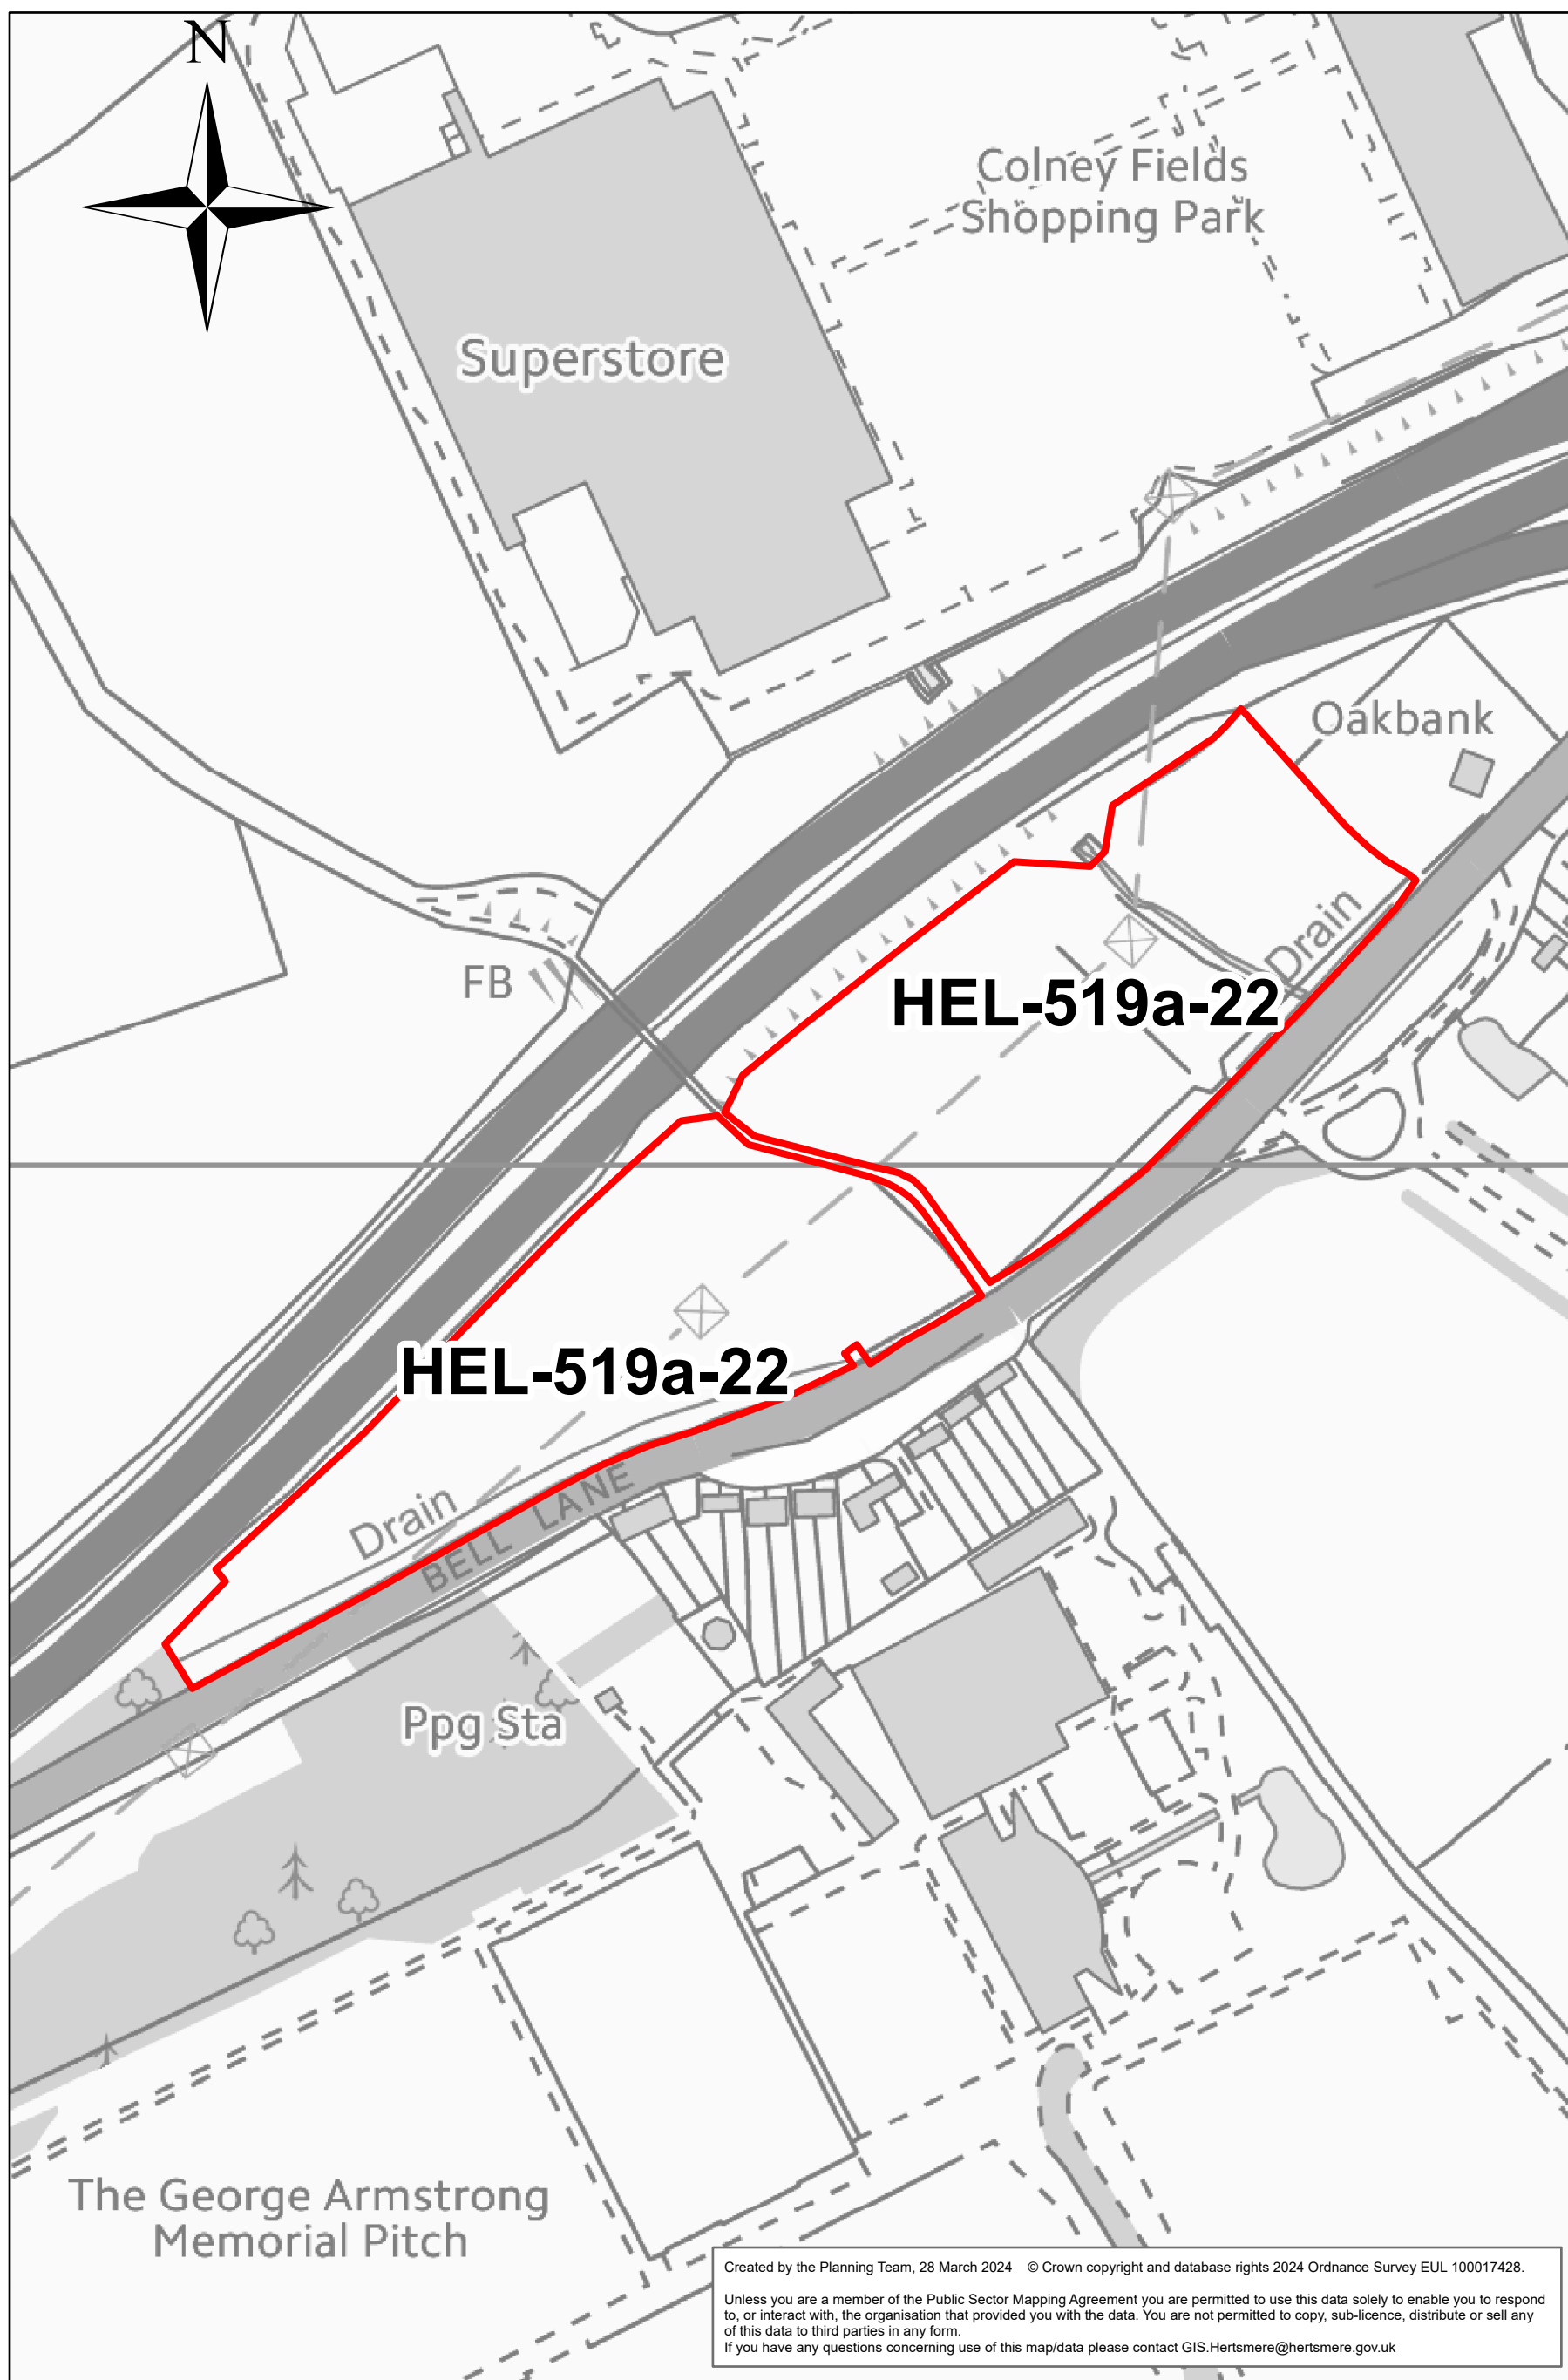 N
Colney Fields
Shopping Park
Superstore
Oakbank
Drain
FB
HEL-519a-22
HEL-519a-22
Drain
BELL LANE
Ppg Sta
The George Armstrong
Memorial Pitch
Created by the Planning Team, 28 March 2024 © Crown copyright and database rights 2024 Ordnance Survey EUL 100017428.
Unless you are a member of the Public Sector Mapping Agreement you are permitted to use this data solely to enable you to respond
to, or interact with, the organisation that provided you with the data. You are not permitted to copy, sub-licence, distribute or sell any
of this data to third parties in any form.
If you have any questions concerning use of this map/data please contact GIS.Hertsmere@hertsmere.gov.uk